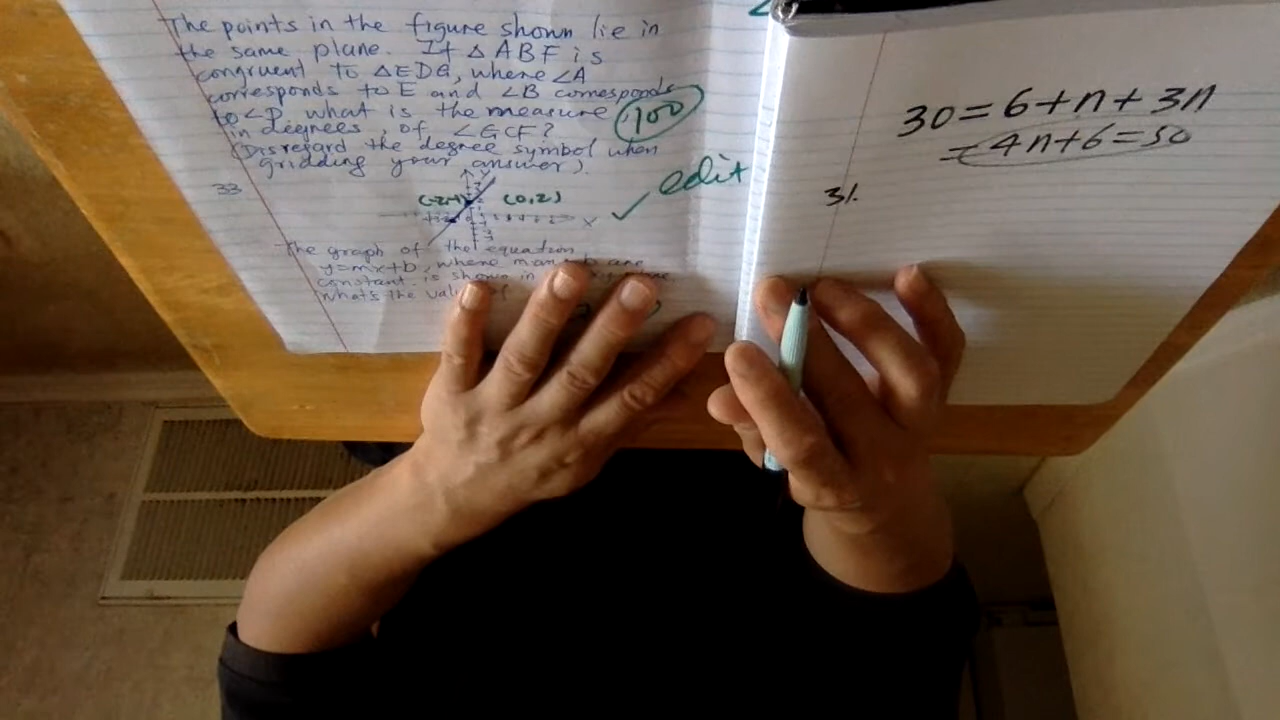 The points in the figure shown lie in
the same plane. If △ABF is
congruent to △EDG, where ∠A
corresponds to E and ∠B corresponds
to ∠D, what is the measure
in degrees, of, ∠GCF?
100
(Disregard the degree symbol when
gridding your answer).
edit
33
(0,2)
x
The graph of the equation
y=mx+b, where m and b are
constant. is shown in
whats the value of
30=6+n+3n
=4n+6=30
31.